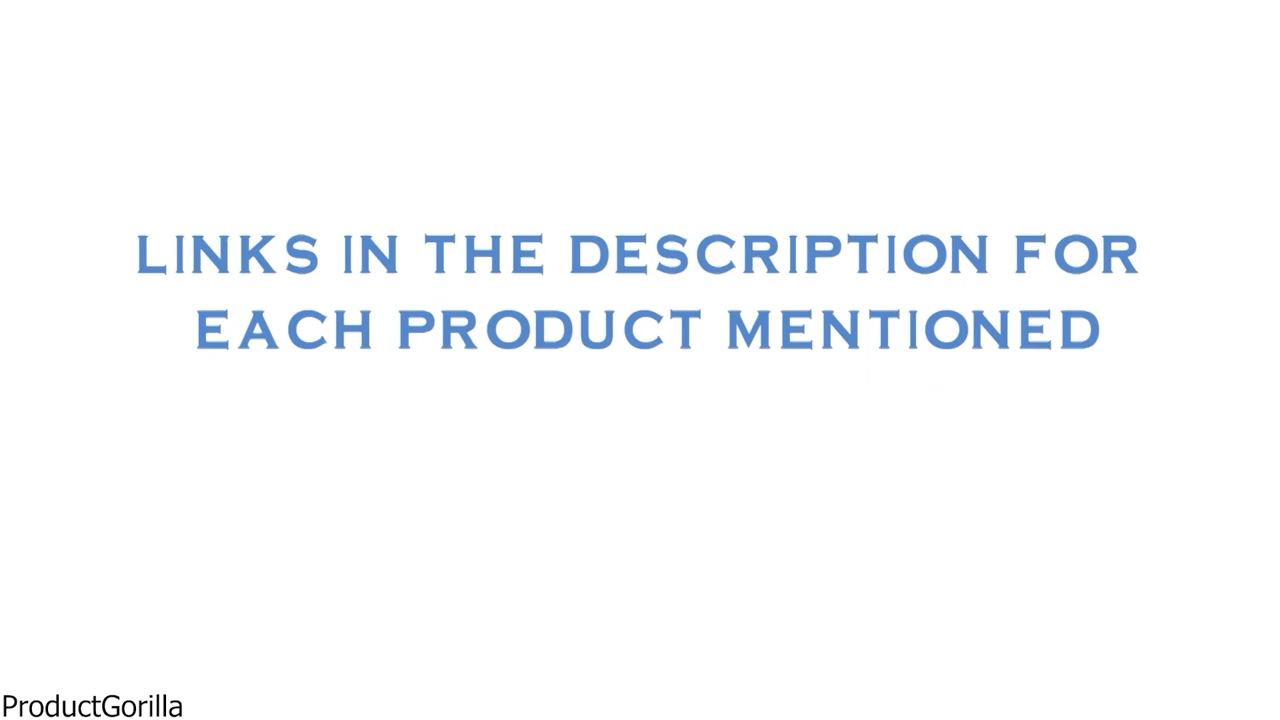 LINKS IN THE DESCRIPTION FOR
EACH PRODUCT MENTIONED
ProductGorilla